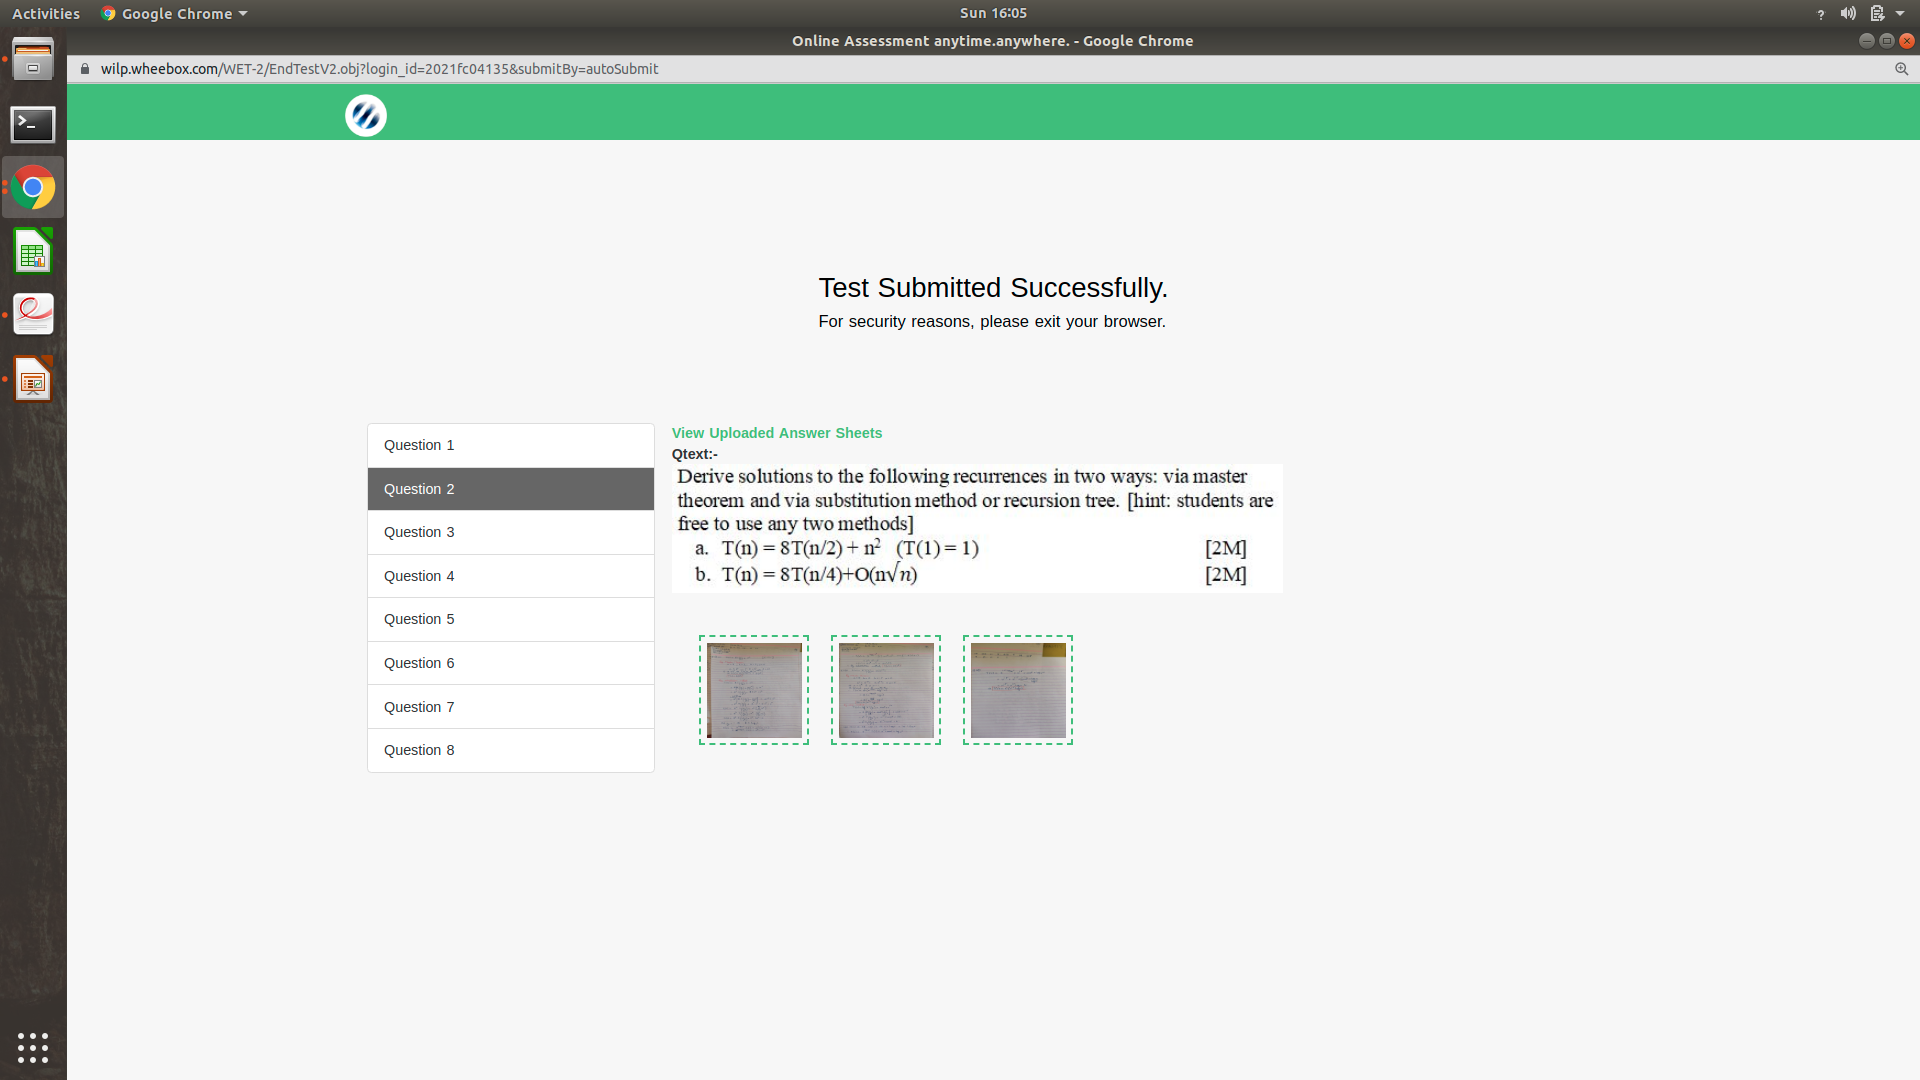 Activities
Google Chrome
Sun 16:05
Online Assessment anytime.anywhere. - Google Chrome
wilp.wheebox.com/WET-2/EndTestV2.obj?login_id=2021fc04135&submitBy=autoSubmit
Test Submitted Successfully.
For security reasons, please exit your browser.
Question 1
Question 2
Question 3
Question 4
Question 5
Question 6
Question 7
Question 8
View Uploaded Answer Sheets
Qtext:-
Derive solutions to the following recurrences in two ways: via master
theorem and via substitution method or recursion tree. [hint: students are
free to use any two methods]
a. T(n) = 8T(n/2) + n² (T(1) = 1) [2M]
b. T(n) = 8T(n/4)+O(n√n) [2M]